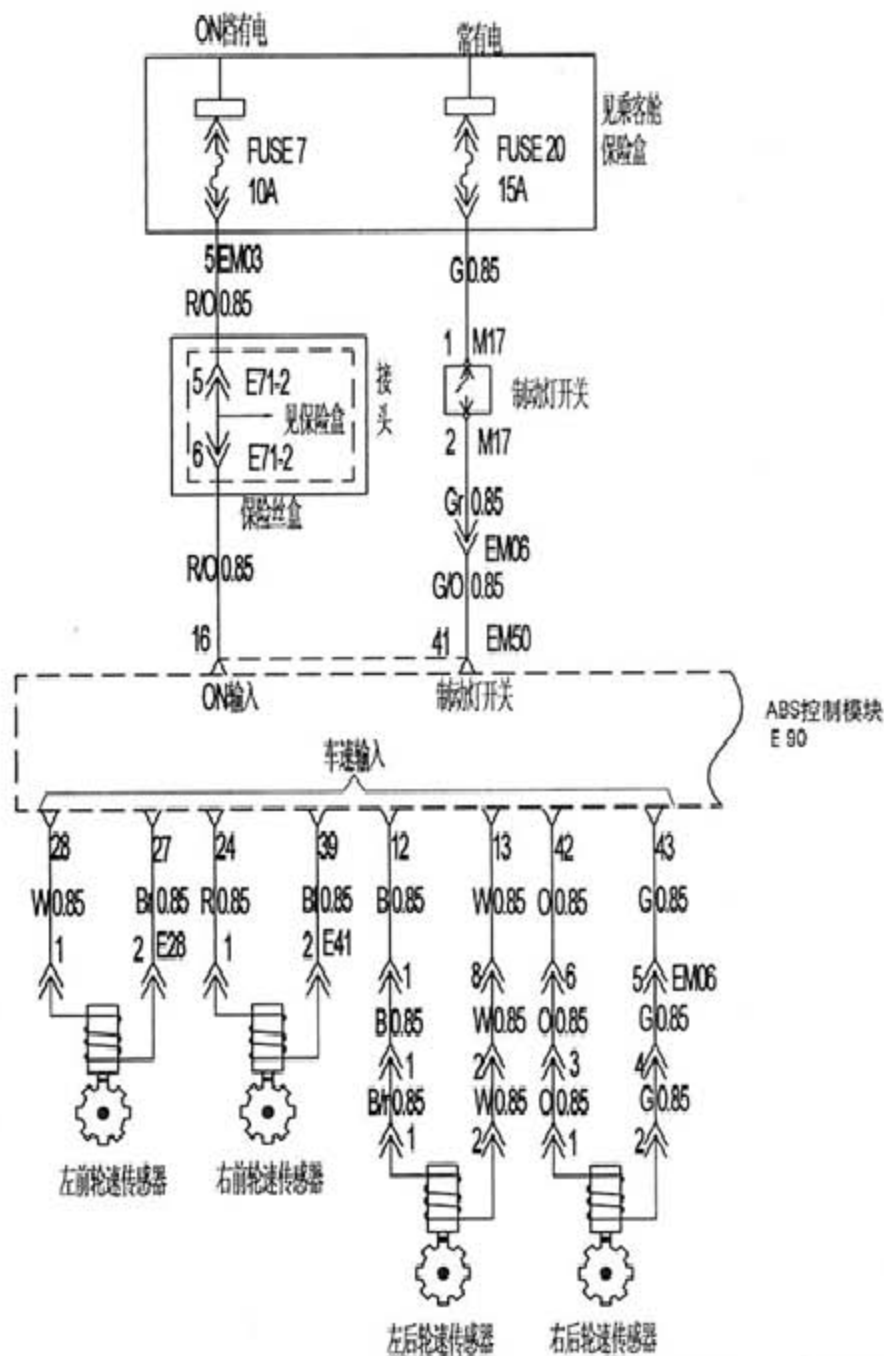 ON档有电
常有电
见乘客舱
保险盒
FUSE 7
10A
FUSE 20
15A
5 EM03
R/O 0.85
G 0.85
1 M17
制动灯开关
2 M17
接头
5 E71-2
见保险盒
6 E71-2
保险丝盒
Gr 0.85
EM06
R/O 0.85
G/O 0.85
16
41 EM50
ON输入
制动灯开关
ABS控制模块
E 90
车速输入
28 27 24 39 12 13 42 43
W 0.85 Br 0.85 R 0.85 Bl 0.85 B 0.85 W 0.85 O 0.85 G 0.85
1 2 E28 1 2 E41 1 8 6 5 EM06
B 0.85 W 0.85 O 0.85 G 0.85
1 2 3 4
B/r 0.85 W 0.85 O 0.85 G 0.85
1 2 1 2
左前轮速传感器 右前轮速传感器
左后轮速传感器 右后轮速传感器